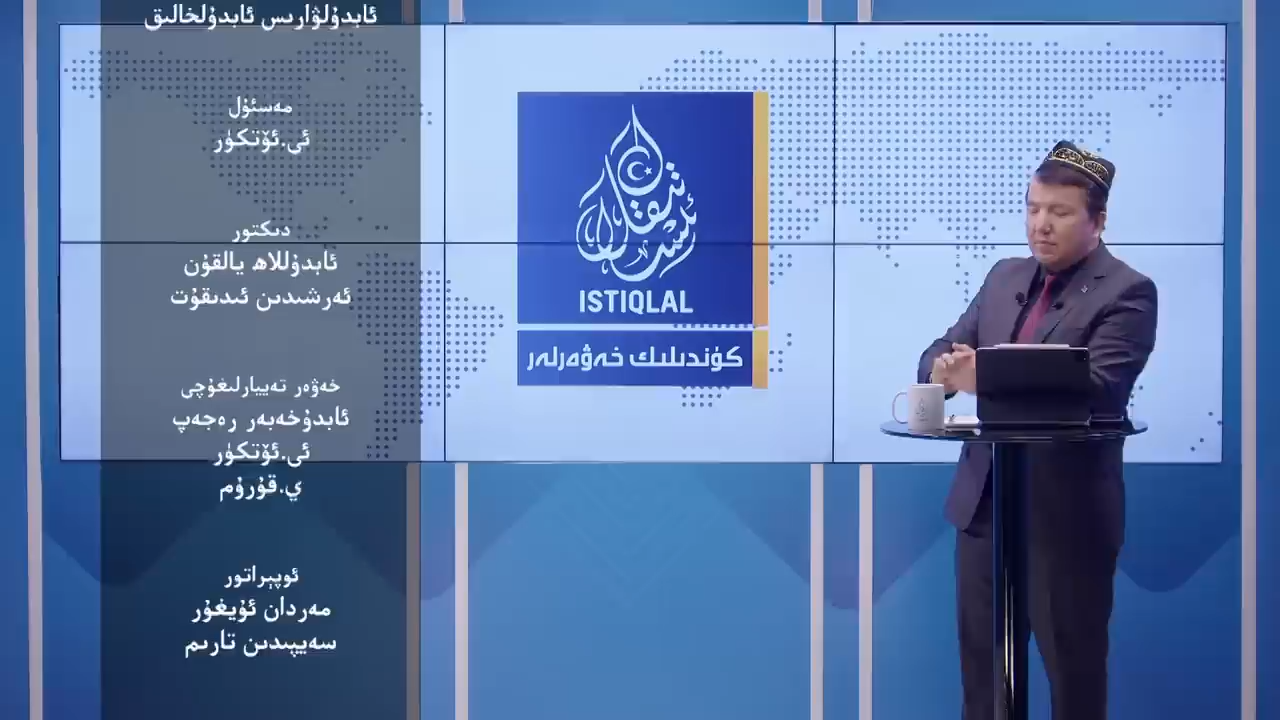 ئابدۇلۋارىس ئابدۇلخالىق
مەسئۇل
ئى.ئۆتكۈر
دىكتور
ئابدۇللاھ يالقۇن
ئەرشىدىن ئىدىقۇت
خەۋەر تەييارلىغۇچى
ئابدۇخەبەر رەجەپ
ئى.ئۆتكۈر
ي.قۇرۇم
ئوپېراتور
مەردان ئۇيغۇر
سەيپىدىن تارىم
ئىستىقلال
ISTIQLAL
كۈندىلىك خەۋەرلەر